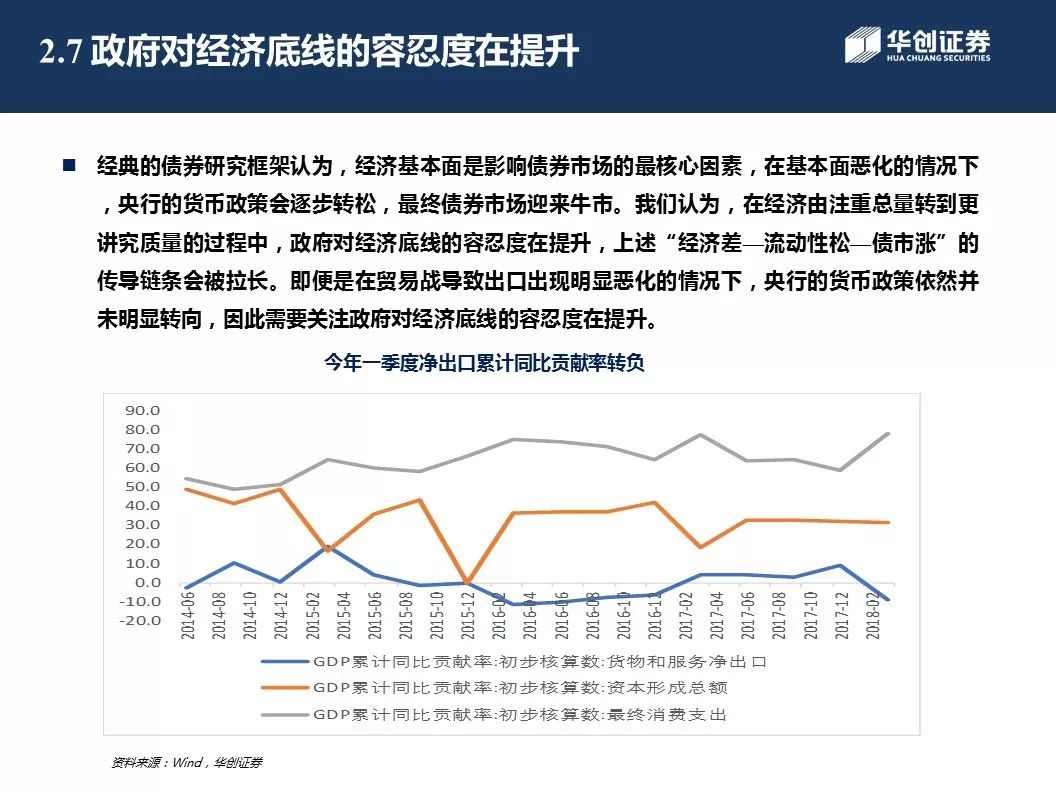 2.7 政府对经济底线的容忍度在提升
华创证券
HUA CHUANG SECURITIES
经典的债券研究框架认为，经济基本面是影响债券市场的最核心因素，在基本面恶化的情况下
，央行的货币政策会逐步转松，最终债券市场迎来牛市。我们认为，在经济由注重总量转到更
讲究质量的过程中，政府对经济底线的容忍度在提升，上述“经济差—流动性松—债市涨”的
传导链条会被拉长。即便是在贸易战导致出口出现明显恶化的情况下，央行的货币政策依然并
未明显转向，因此需要关注政府对经济底线的容忍度在提升。
今年一季度净出口累计同比贡献率转负
90.0
80.0
70.0
60.0
50.0
40.0
30.0
20.0
10.0
0.0
-10.0
-20.0
2014-06
2014-08
2014-10
2014-12
2015-02
2015-04
2015-06
2015-08
2015-10
2015-12
2016-02
2016-04
2016-06
2016-08
2016-10
2016-12
2017-02
2017-04
2017-06
2017-08
2017-10
2017-12
2018-02
GDP累计同比贡献率:初步核算数:货物和服务净出口
GDP累计同比贡献率:初步核算数:资本形成总额
GDP累计同比贡献率:初步核算数:最终消费支出
资料来源：Wind，华创证券